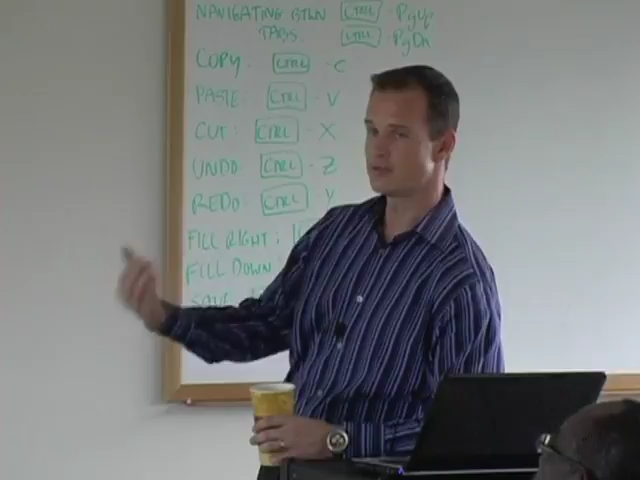 NAVIGATING BTWN CTRL - PgUp
TABS: CTRL - PgDn
COPY: CTRL - C
PASTE: CTRL - V
CUT: CTRL - X
UNDO: CTRL - Z
REDO: CTRL Y
FILL RIGHT:
FILL DOWN
SAVE